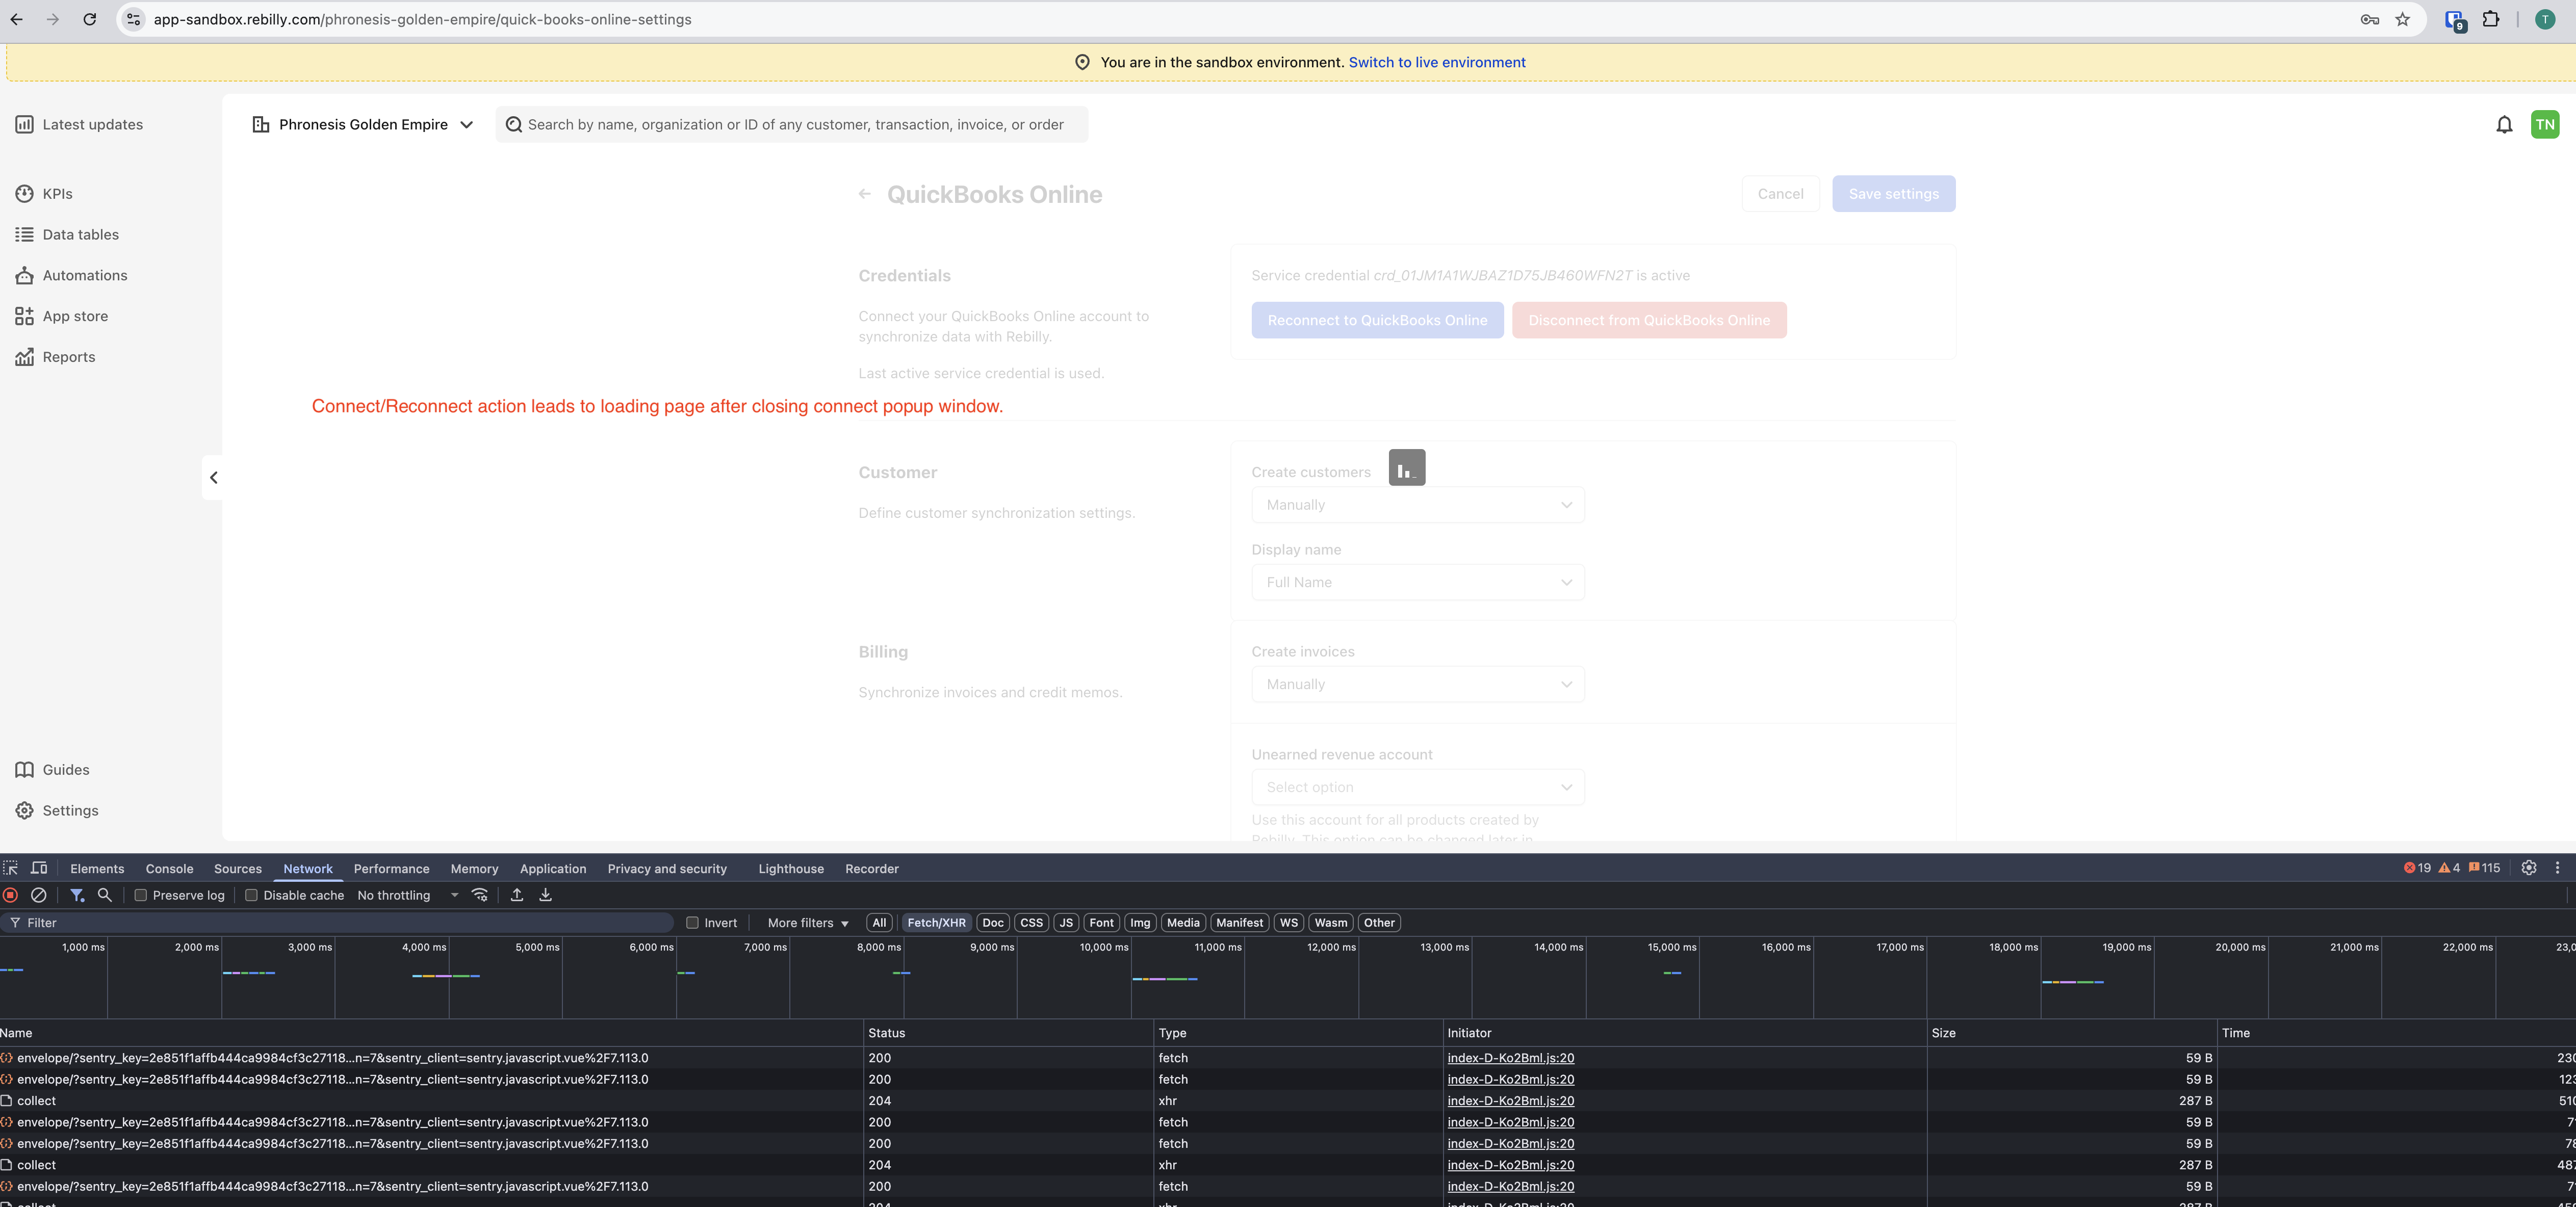 app-sandbox.rebilly.com/phronesis-golden-empire/quick-books-online-settings
9
T
You are in the sandbox environment. Switch to live environment
Latest updates
Phronesis Golden Empire
Search by name, organization or ID of any customer, transaction, invoice, or order
TN
KPIs
Data tables
Automations
App store
Reports
Guides
Settings
QuickBooks Online
Cancel
Save settings
Credentials
Connect your QuickBooks Online account to
synchronize data with Rebilly.
Last active service credential is used.
Service credential crd_01JM1A1WJBAZ1D75JB460WFN2T is active
Reconnect to QuickBooks Online
Disconnect from QuickBooks Online
Connect/Reconnect action leads to loading page after closing connect popup window.
Customer
Define customer synchronization settings.
Create customers
Manually
Display name
Full Name
Billing
Synchronize invoices and credit memos.
Create invoices
Manually
Unearned revenue account
Select option
Use this account for all products created by
Rebilly. This option can be changed later in
Elements Console Sources Network Performance Memory Application Privacy and security Lighthouse Recorder 19 4 115
Preserve log Disable cache No throttling
Filter Invert More filters All Fetch/XHR Doc CSS JS Font Img Media Manifest WS Wasm Other
1,000 ms 2,000 ms 3,000 ms 4,000 ms 5,000 ms 6,000 ms 7,000 ms 8,000 ms 9,000 ms 10,000 ms 11,000 ms 12,000 ms 13,000 ms 14,000 ms 15,000 ms 16,000 ms 17,000 ms 18,000 ms 19,000 ms 20,000 ms 21,000 ms 22,000 ms 23,0
Name Status Type Initiator Size Time
envelope/?sentry_key=2e851f1affb444ca9984cf3c27118...n=7&sentry_client=sentry.javascript.vue%2F7.113.0 200 fetch index-D-Ko2Bml.js:20 59 B 230
envelope/?sentry_key=2e851f1affb444ca9984cf3c27118...n=7&sentry_client=sentry.javascript.vue%2F7.113.0 200 fetch index-D-Ko2Bml.js:20 59 B 123
collect 204 xhr index-D-Ko2Bml.js:20 287 B 510
envelope/?sentry_key=2e851f1affb444ca9984cf3c27118...n=7&sentry_client=sentry.javascript.vue%2F7.113.0 200 fetch index-D-Ko2Bml.js:20 59 B
envelope/?sentry_key=2e851f1affb444ca9984cf3c27118...n=7&sentry_client=sentry.javascript.vue%2F7.113.0 200 fetch index-D-Ko2Bml.js:20 59 B 78
collect 204 xhr index-D-Ko2Bml.js:20 287 B 487
envelope/?sentry_key=2e851f1affb444ca9984cf3c27118...n=7&sentry_client=sentry.javascript.vue%2F7.113.0 200 fetch index-D-Ko2Bml.js:20 59 B
collect 204 xhr index-D-Ko2Bml.js:20 287 B